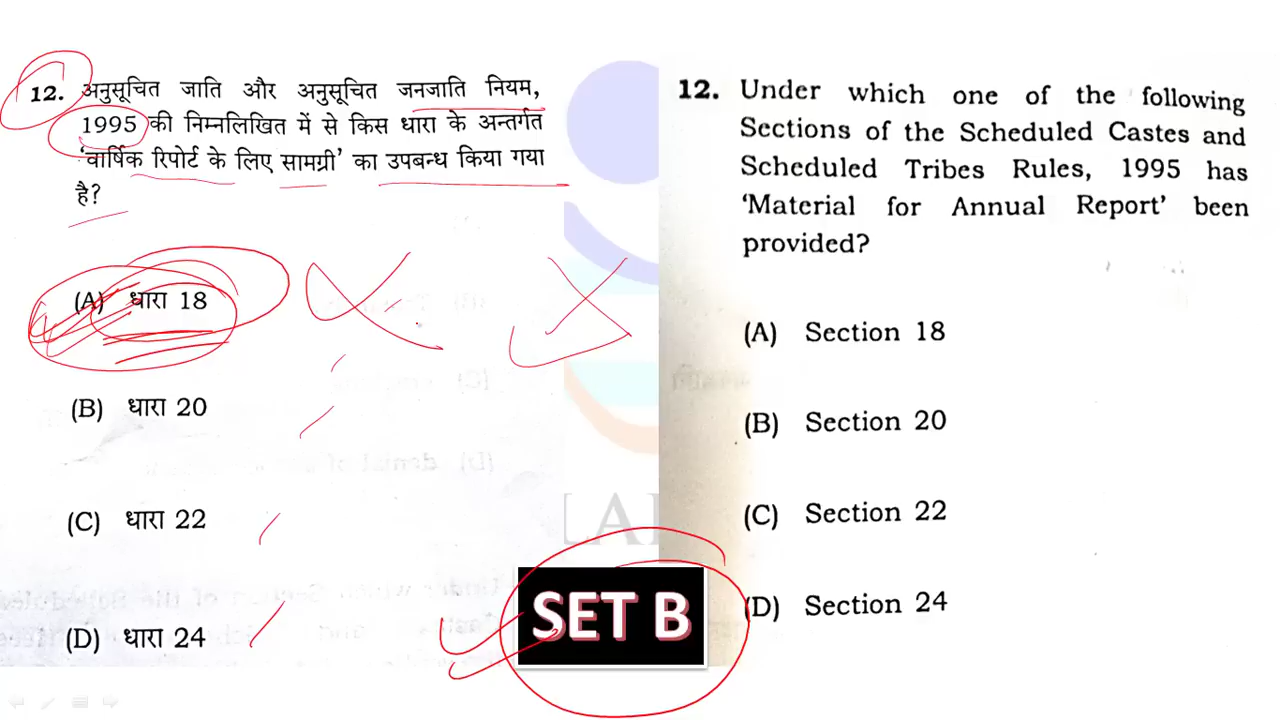 12. अनुसूचित जाति और अनुसूचित जनजाति नियम,
1995 की निम्नलिखित में से किस धारा के अन्तर्गत
‘वार्षिक रिपोर्ट के लिए सामग्री’ का उपबन्ध किया गया
है?
(A) धारा 18
(B) धारा 20
(C) धारा 22
(D) धारा 24
12. Under which one of the following
Sections of the Scheduled Castes and
Scheduled Tribes Rules, 1995 has
‘Material for Annual Report’ been
provided?
(A) Section 18
(B) Section 20
(C) Section 22
(D) Section 24
SET B